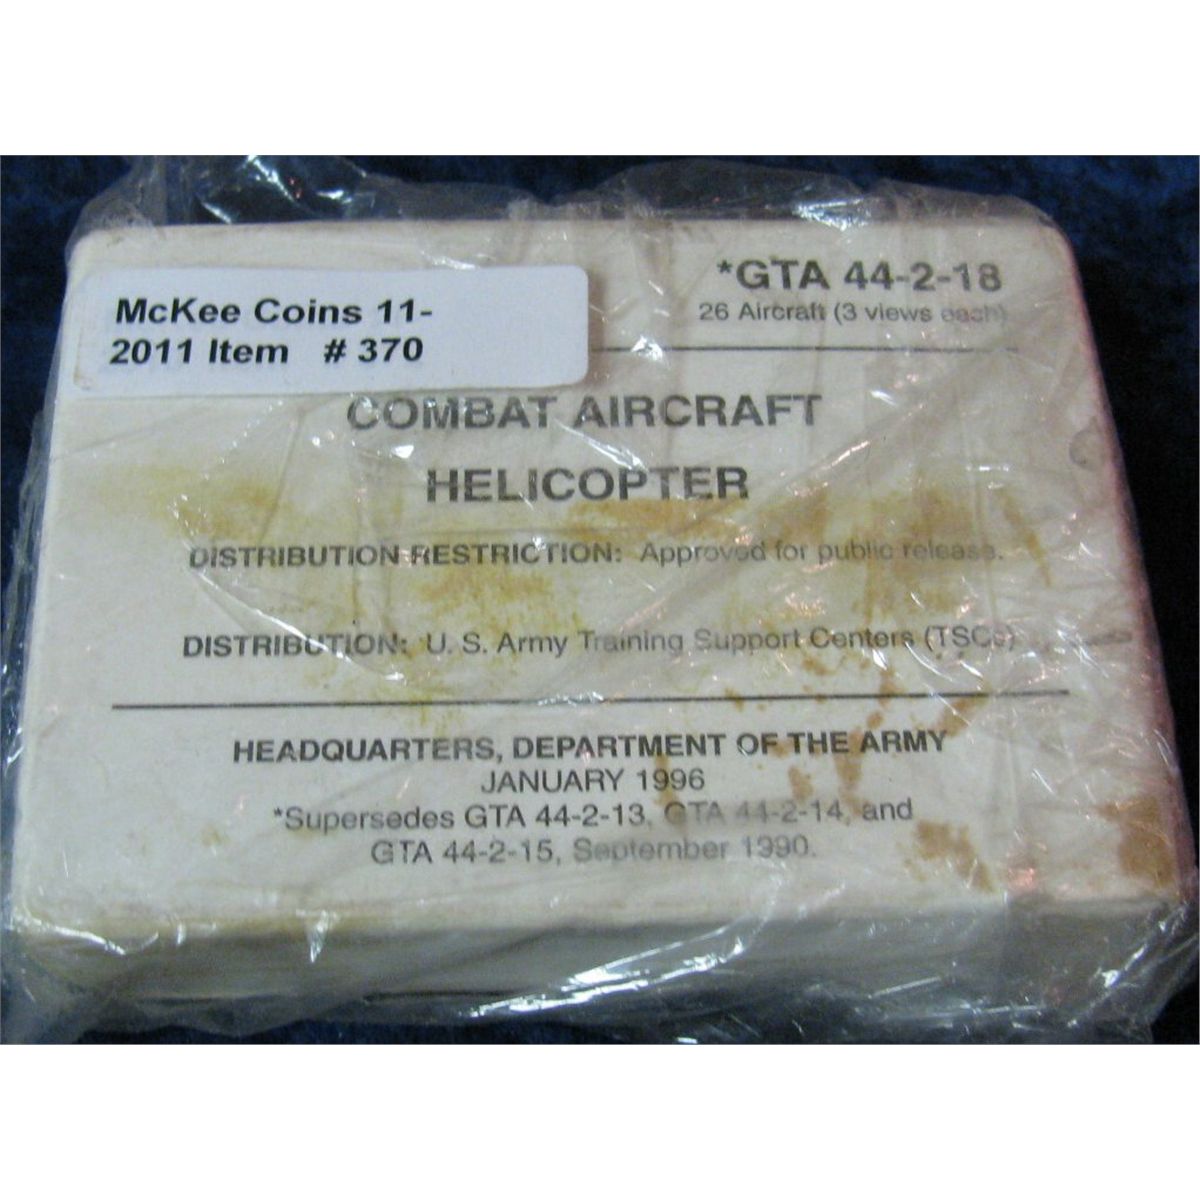 McKee Coins 11-
2011 Item # 370
*GTA 44-2-18
26 Aircraft (3 views each)
COMBAT AIRCRAFT
HELICOPTER
DISTRIBUTION RESTRICTION: Approved for public release.
DISTRIBUTION: U. S. Army Training Support Centers (TSCs)
HEADQUARTERS, DEPARTMENT OF THE ARMY
JANUARY 1996
*Supersedes GTA 44-2-13, GTA 44-2-14, and
GTA 44-2-15, September 1990.